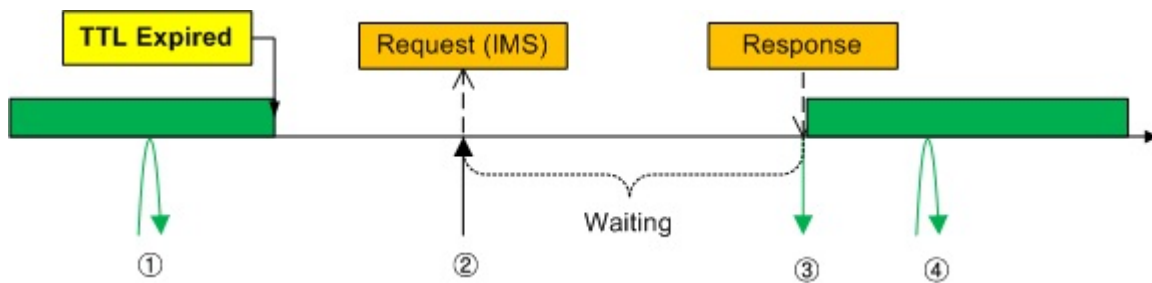 TTL Expired
Request (IMS)
Response
Waiting
① ② ③ ④